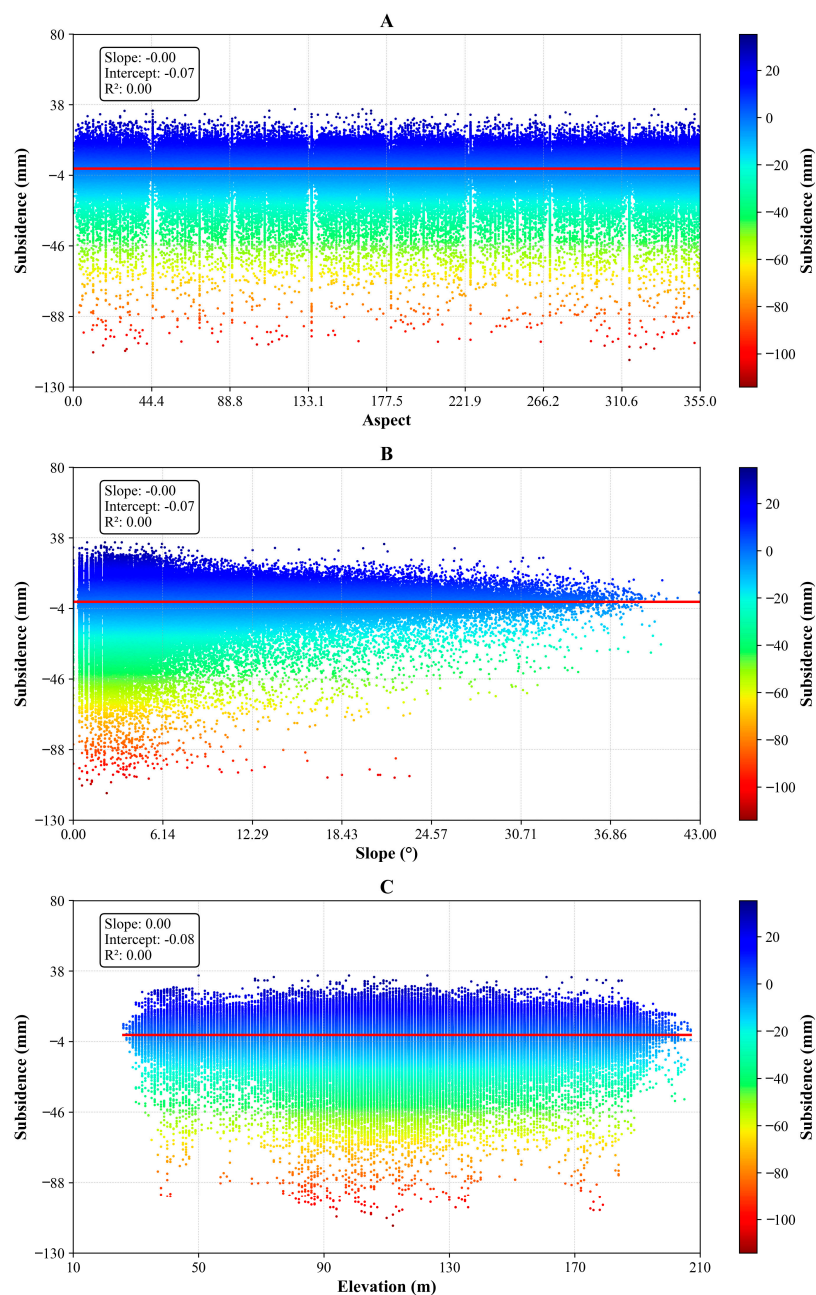 A
80
38
−4
−46
−88
−130
Subsidence (mm)
Slope: -0.00
Intercept: -0.07
R²: 0.00
0.0 44.4 88.8 133.1 177.5 221.9 266.2 310.6 355.0
Aspect
20
0
−20
−40
−60
−80
−100
Subsidence (mm)
B
80
38
−4
−46
−88
−130
Subsidence (mm)
Slope: -0.00
Intercept: -0.07
R²: 0.00
0.00 6.14 12.29 18.43 24.57 30.71 36.86 43.00
Slope (°)
20
0
−20
−40
−60
−80
−100
Subsidence (mm)
C
80
38
−4
−46
−88
−130
Subsidence (mm)
Slope: 0.00
Intercept: -0.08
R²: 0.00
10 50 90 130 170 210
Elevation (m)
20
0
−20
−40
−60
−80
−100
Subsidence (mm)